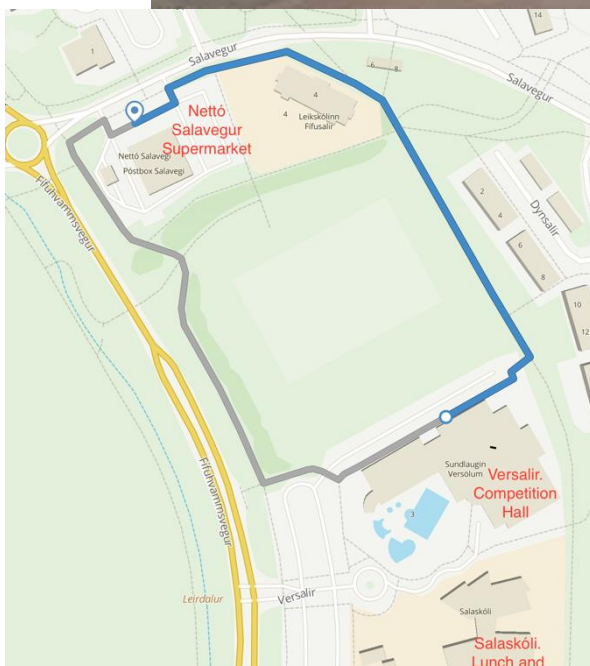 14
1
Salavegur
6
8
Salavegur
4
4
Leikskólinn
Fífusalir
Nettó
Salavegur
Supermarket
Nettó Salavegi
Póstbox Salavegi
Fífuhvammsvegur
2
4
Dynsalir
6
8
10
12
Fífuhvammsvegur
Sundlaugin
Versölum
3
Versalir.
Competition
Hall
Leirdalur
Versalir
Salaskóli
Salaskóli.
Lunch and